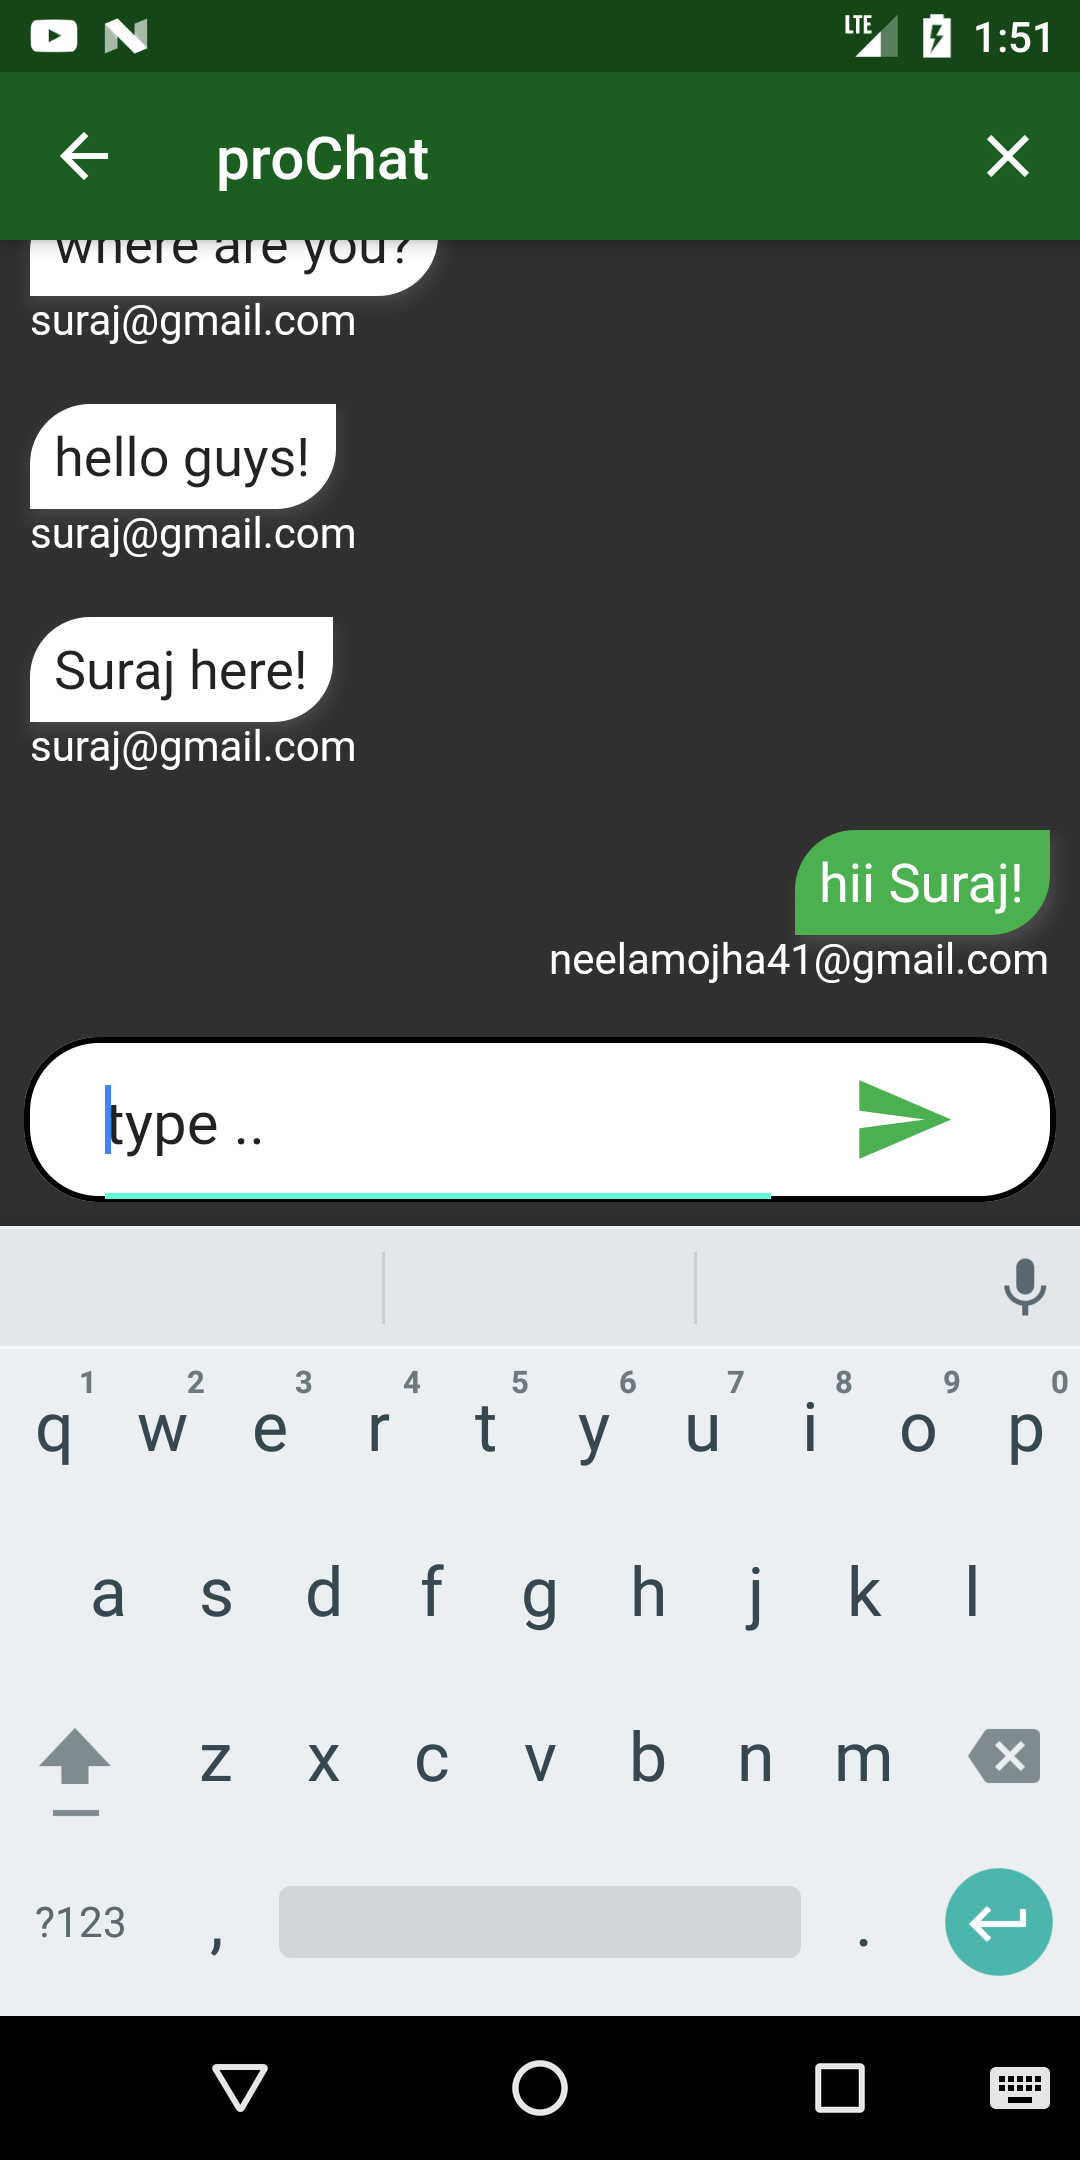 LTE 1:51
proChat
where are you?
suraj@gmail.com
hello guys!
suraj@gmail.com
Suraj here!
suraj@gmail.com
hii Suraj!
neelamojha41@gmail.com
type ..
1 2 3 4 5 6 7 8 9 0
q w e r t y u i o p
a s d f g h j k l
z x c v b n m
?123 , .